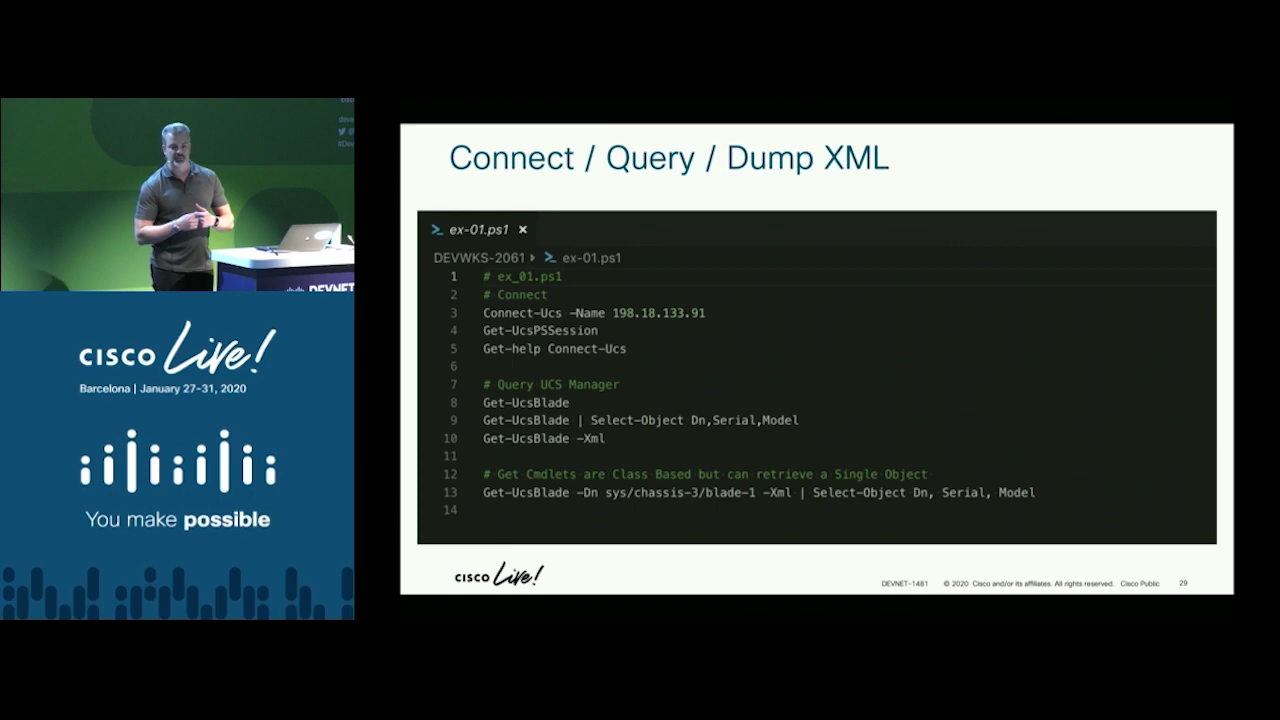 Connect / Query / Dump XML
ex-01.ps1 ×
DEVWKS-2061 ex-01.ps1
1 # ex_01.ps1
2 # Connect
3 Connect-Ucs -Name 198.18.133.91
4 Get-UcsPSSession
5 Get-help Connect-Ucs
6
7 # Query UCS Manager
8 Get-UcsBlade
9 Get-UcsBlade | Select-Object Dn,Serial,Model
10 Get-UcsBlade -Xml
11
12 # Get Cmdlets are Class Based but can retrieve a Single Object
13 Get-UcsBlade -Dn sys/chassis-3/blade-1 -Xml | Select-Object Dn, Serial, Model
14
CISCO Live!
DEVNET-1481 © 2020 Cisco and/or its affiliates. All rights reserved. Cisco Public 29
DEVNET
CISCO Live!
Barcelona | January 27-31, 2020
You make possible